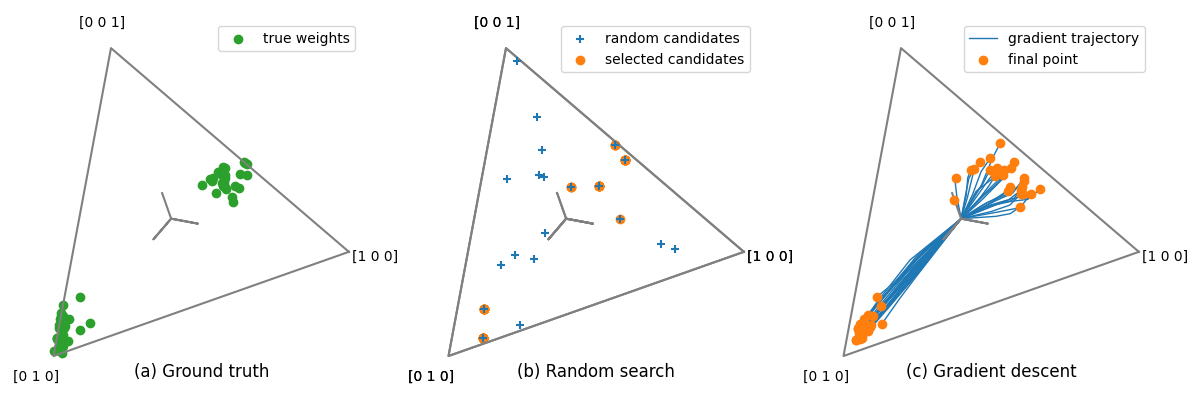 [0 0 1]
true weights
[1 0 0]
[0 1 0]
(a) Ground truth
[0 0 1]
random candidates
selected candidates
[1 0 0]
[0 1 0]
(b) Random search
[0 0 1]
gradient trajectory
final point
[1 0 0]
[0 1 0]
(c) Gradient descent